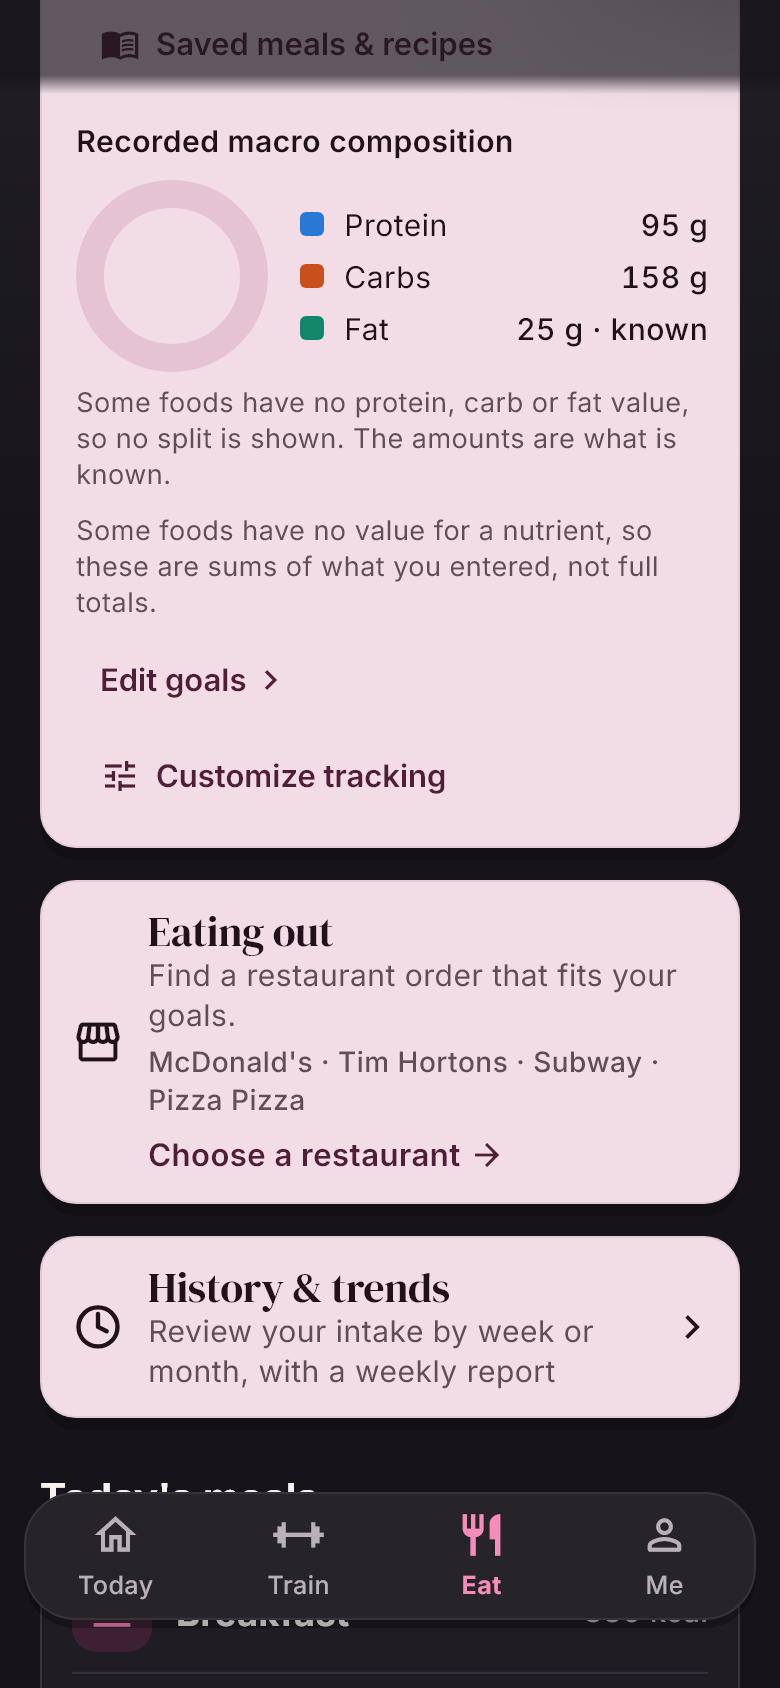 Saved meals & recipes
Recorded macro composition
Protein 95 g
Carbs 158 g
Fat 25 g · known
Some foods have no protein, carb or fat value,
so no split is shown. The amounts are what is
known.
Some foods have no value for a nutrient, so
these are sums of what you entered, not full
totals.
Edit goals
Customize tracking
Eating out
Find a restaurant order that fits your
goals.
McDonald's · Tim Hortons · Subway ·
Pizza Pizza
Choose a restaurant
History & trends
Review your intake by week or
month, with a weekly report
Today's meals
Today Train Eat Me
Breakfast